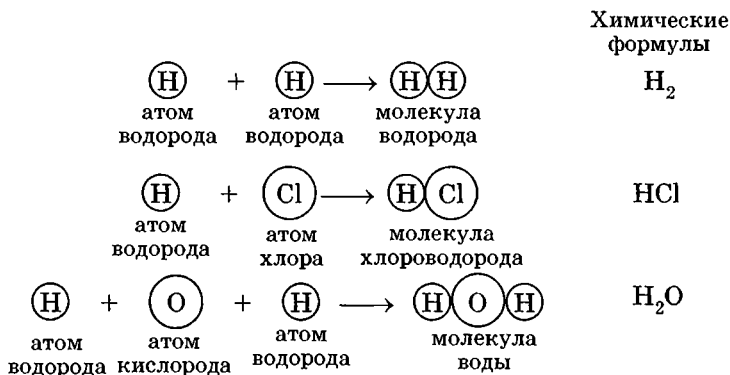 Химические
формулы
H + H → HH H₂
атом атом молекула
водорода водорода водорода
H + Cl → HCl HCl
атом атом молекула
водорода хлора хлороводорода
H + O + H → HOH H₂O
атом атом атом молекула
водорода кислорода водорода воды